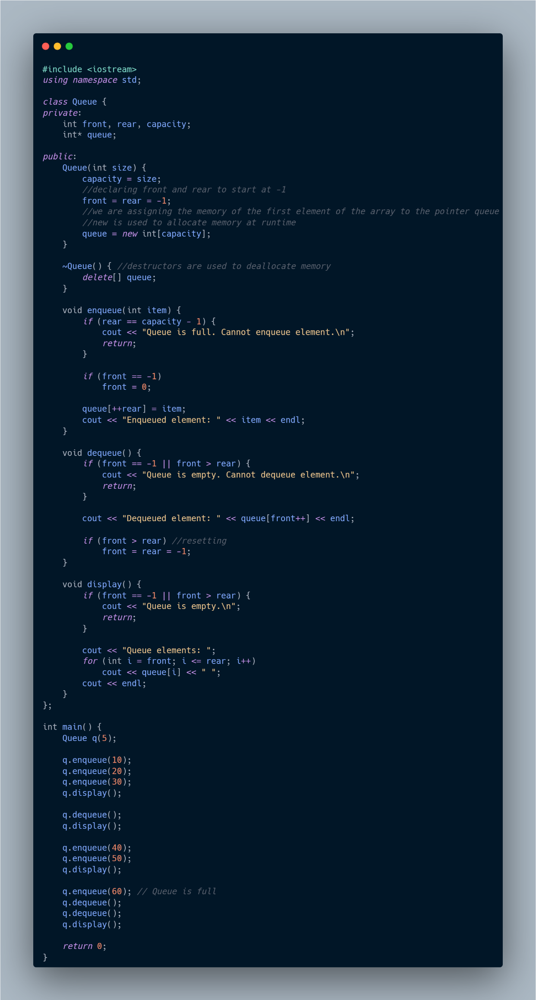 #include <iostream>
using namespace std;

class Queue {
private:
    int front, rear, capacity;
    int* queue;

public:
    Queue(int size) {
        capacity = size;
        //declaring front and rear to start at -1
        front = rear = -1;
        //we are assigning the memory of the first element of the array to the pointer queue
        //new is used to allocate memory at runtime
        queue = new int[capacity];
    }

    ~Queue() { //destructors are used to deallocate memory
        delete[] queue;
    }

    void enqueue(int item) {
        if (rear == capacity - 1) {
            cout << "Queue is full. Cannot enqueue element.\n";
            return;
        }

        if (front == -1)
            front = 0;

        queue[++rear] = item;
        cout << "Enqueued element: " << item << endl;
    }

    void dequeue() {
        if (front == -1 || front > rear) {
            cout << "Queue is empty. Cannot dequeue element.\n";
            return;
        }

        cout << "Dequeued element: " << queue[front++] << endl;

        if (front > rear) //resetting
            front = rear = -1;
    }

    void display() {
        if (front == -1 || front > rear) {
            cout << "Queue is empty.\n";
            return;
        }

        cout << "Queue elements: ";
        for (int i = front; i <= rear; i++)
            cout << queue[i] << " ";
        cout << endl;
    }
};

int main() {
    Queue q(5);

    q.enqueue(10);
    q.enqueue(20);
    q.enqueue(30);
    q.display();

    q.dequeue();
    q.display();

    q.enqueue(40);
    q.enqueue(50);
    q.display();

    q.enqueue(60); // Queue is full
    q.dequeue();
    q.dequeue();
    q.display();

    return 0;
}